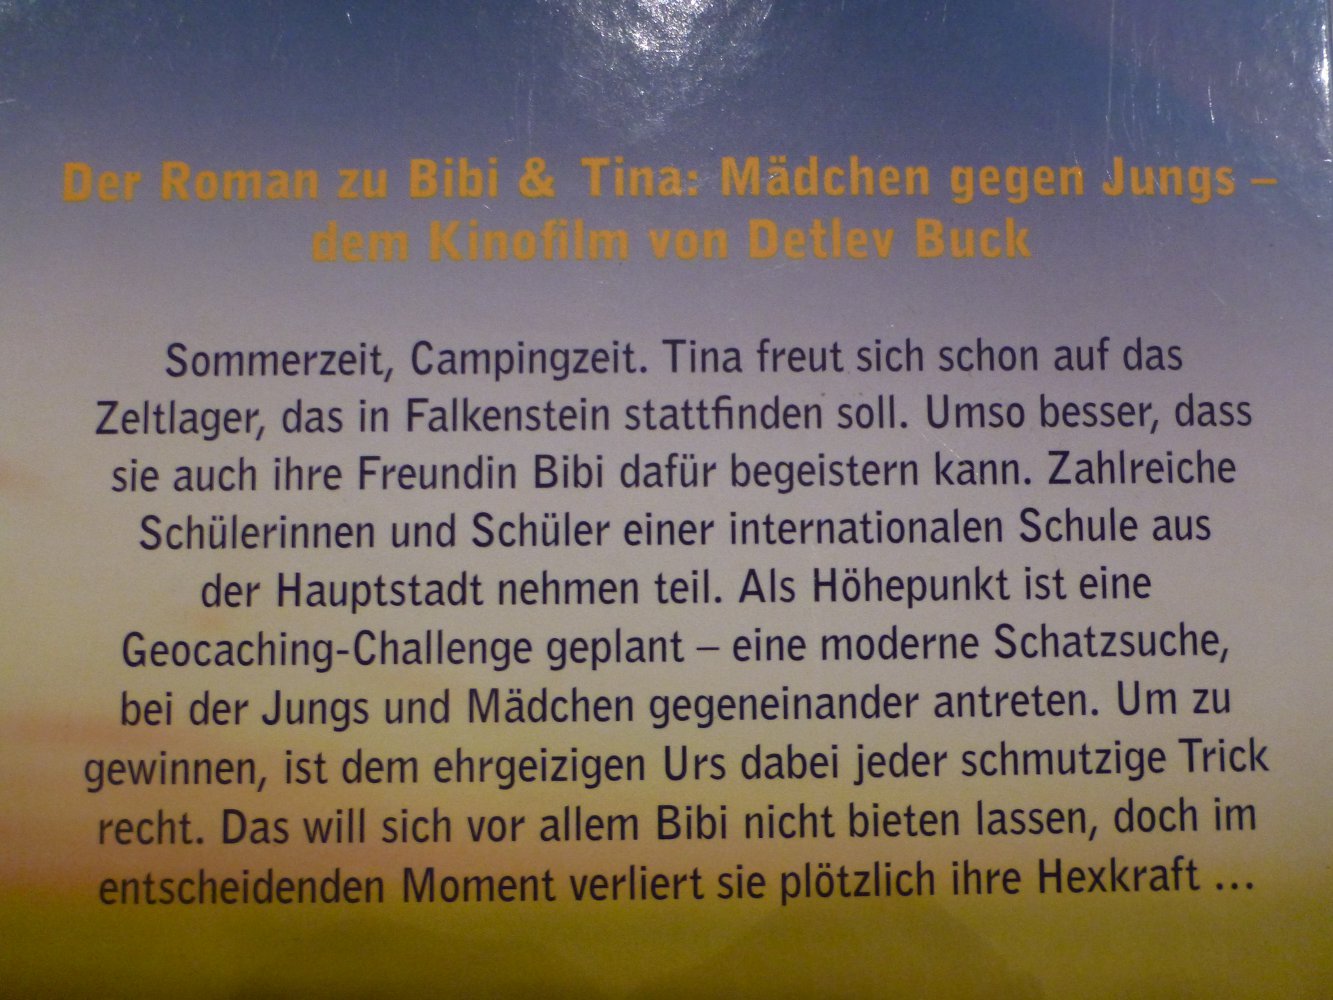 Der Roman zu Bibi & Tina: Mädchen gegen Jungs –
dem Kinofilm von Detlev Buck
Sommerzeit, Campingzeit. Tina freut sich schon auf das
Zeltlager, das in Falkenstein stattfinden soll. Umso besser, dass
sie auch ihre Freundin Bibi dafür begeistern kann. Zahlreiche
Schülerinnen und Schüler einer internationalen Schule aus
der Hauptstadt nehmen teil. Als Höhepunkt ist eine
Geocaching-Challenge geplant – eine moderne Schatzsuche,
bei der Jungs und Mädchen gegeneinander antreten. Um zu
gewinnen, ist dem ehrgeizigen Urs dabei jeder schmutzige Trick
recht. Das will sich vor allem Bibi nicht bieten lassen, doch im
entscheidenden Moment verliert sie plötzlich ihre Hexkraft ...